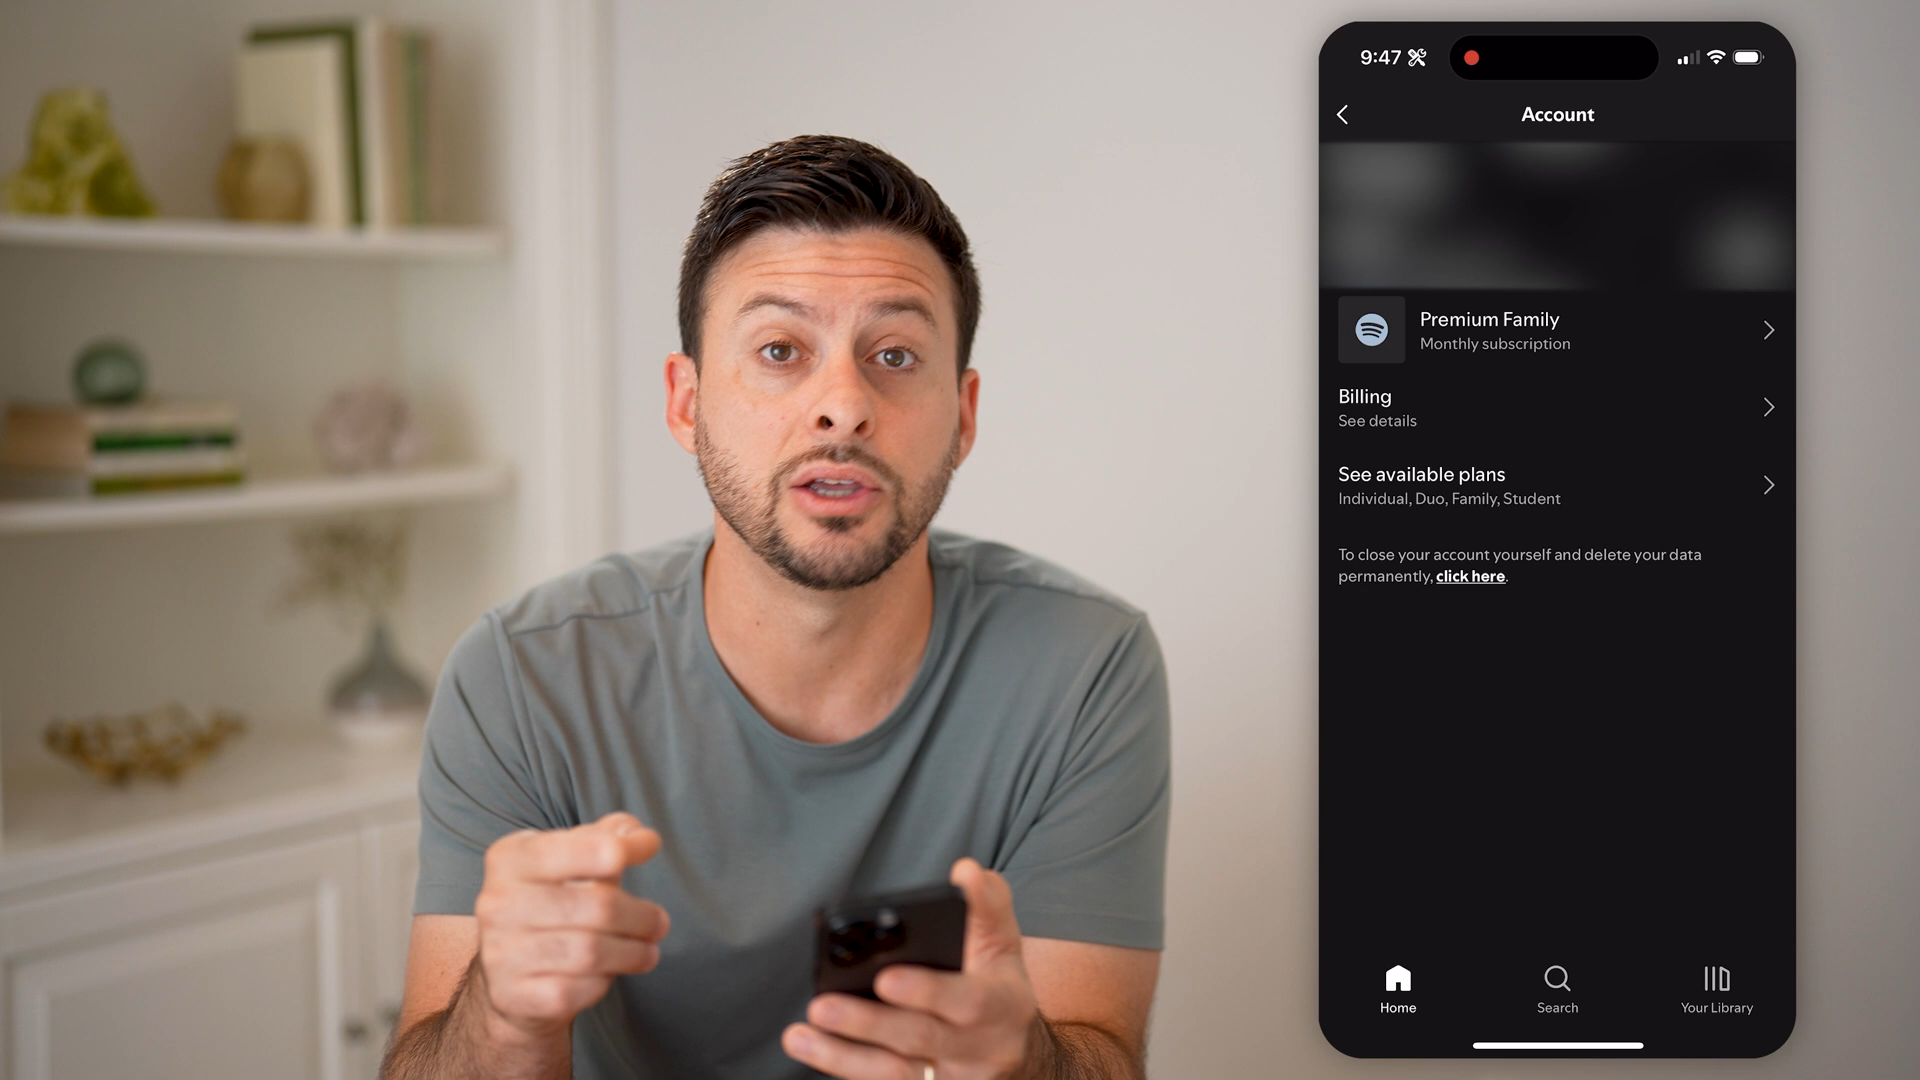 9:47
Account
Premium Family
Monthly subscription
Billing
See details
See available plans
Individual, Duo, Family, Student
To close your account yourself and delete your data
permanently, click here.
Home
Search
Your Library